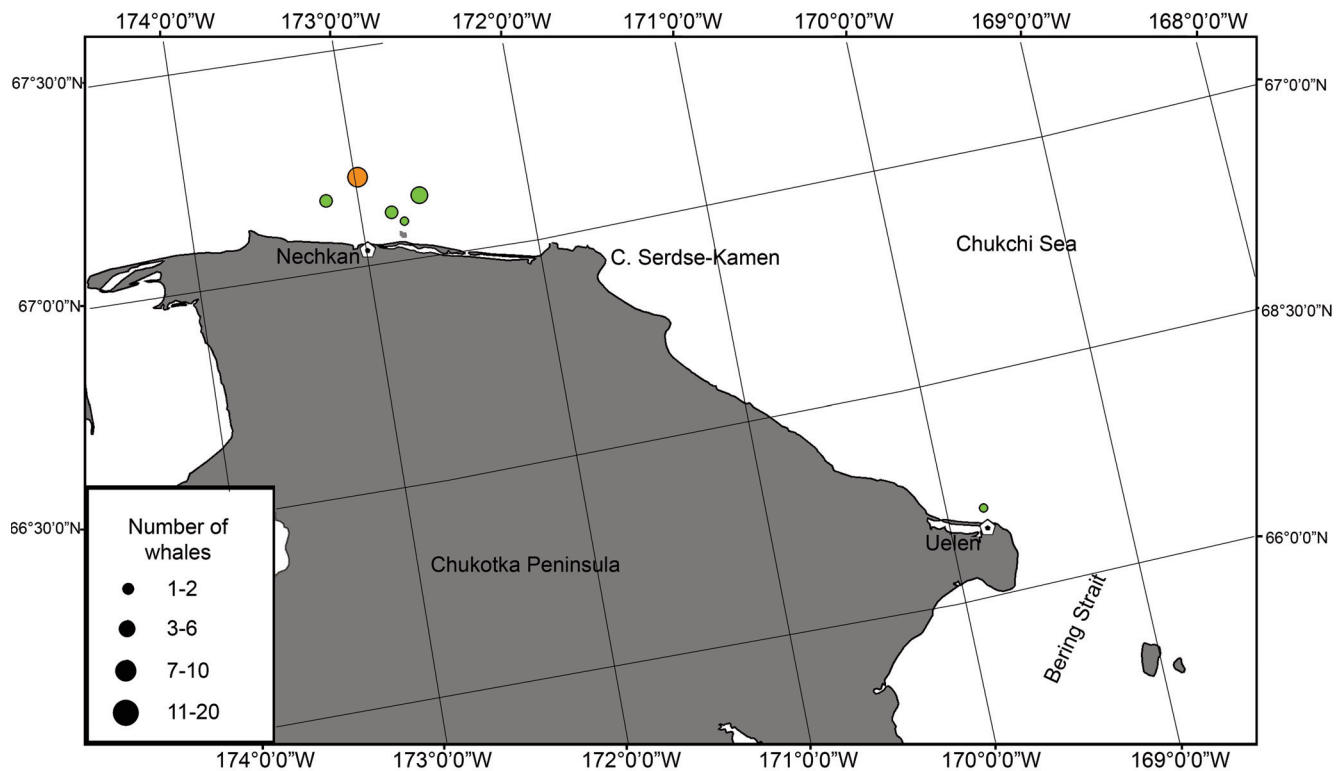 174°0'0"W 173°0'0"W 172°0'0"W 171°0'0"W 170°0'0"W 169°0'0"W 168°0'0"W
67°30'0"N
67°0'0"N
Chukchi Sea
Nechkan
C. Serdse-Kamen
67°0'0"N
68°30'0"N
66°30'0"N
66°0'0"N
Uelen
Chukotka Peninsula
Bering Strait
Number of
whales
1-2
3-6
7-10
11-20
174°0'0"W 173°0'0"W 172°0'0"W 171°0'0"W 170°0'0"W 169°0'0"W